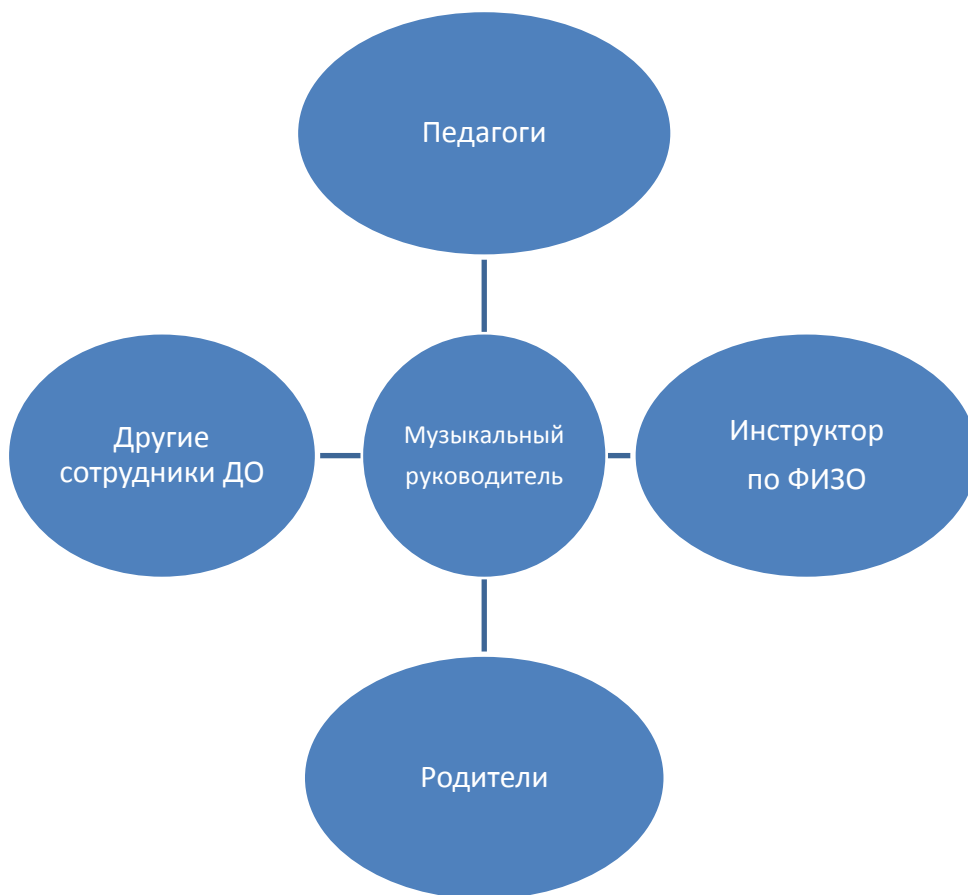 Педагоги
Другие
сотрудники ДО
Музыкальный
руководитель
Инструктор
по ФИЗО
Родители